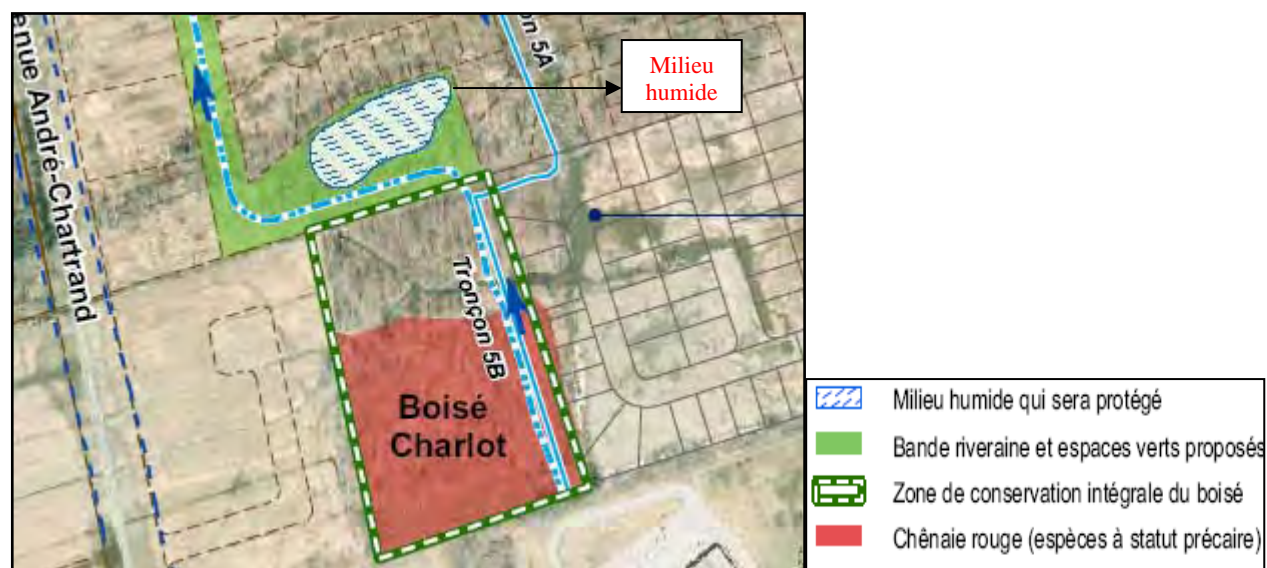 enue André-Chartrand
on 5A
Milieu
humide
Tronçon 5B
Boisé
Charlot
Milieu humide qui sera protégé
Bande riveraine et espaces verts proposés
Zone de conservation intégrale du boisé
Chênaie rouge (espèces à statut précaire)